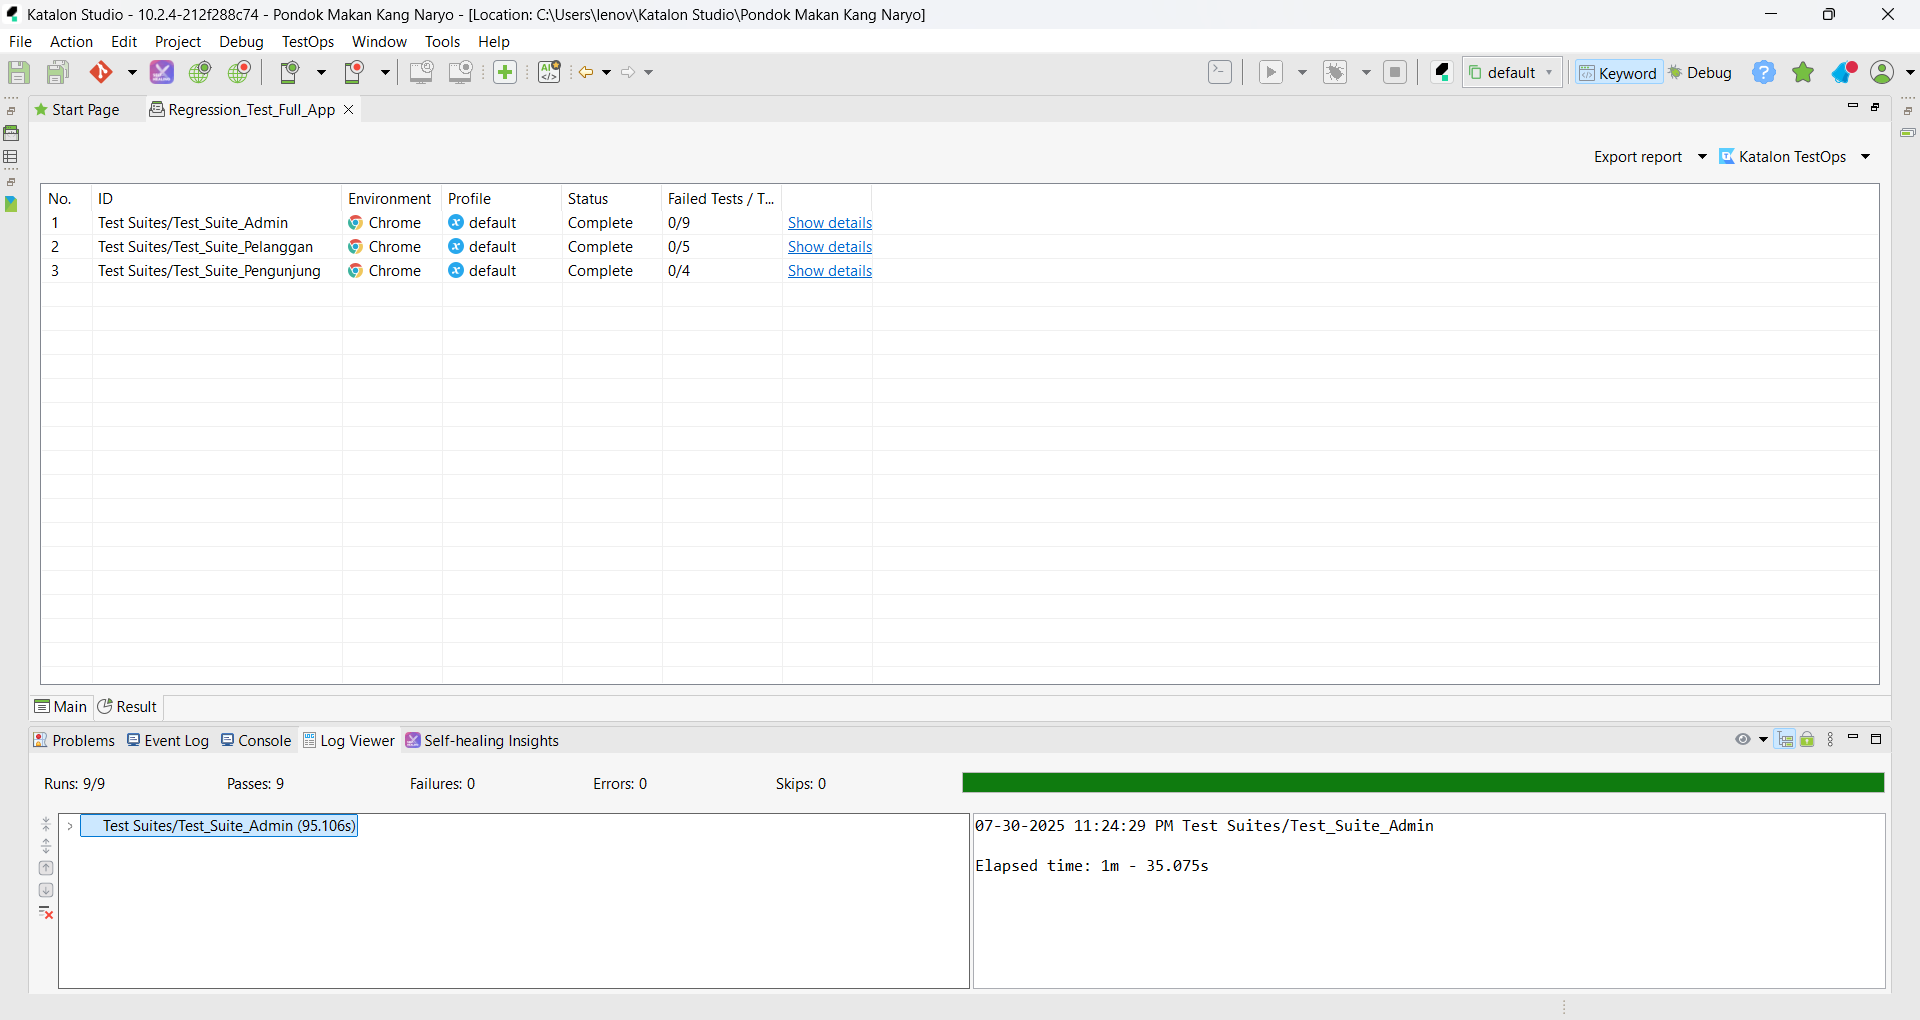 Katalon Studio - 10.2.4-212f288c74 - Pondok Makan Kang Naryo - [Location: C:\Users\lenov\Katalon Studio\Pondok Makan Kang Naryo]
File Action Edit Project Debug TestOps Window Tools Help
default Keyword Debug
Start Page Regression_Test_Full_App
Export report Katalon TestOps
No. ID Environment Profile Status Failed Tests / T...
1 Test Suites/Test_Suite_Admin Chrome default Complete 0/9 Show details
2 Test Suites/Test_Suite_Pelanggan Chrome default Complete 0/5 Show details
3 Test Suites/Test_Suite_Pengunjung Chrome default Complete 0/4 Show details
Main Result
Problems Event Log Console Log Viewer Self-healing Insights
Runs: 9/9 Passes: 9 Failures: 0 Errors: 0 Skips: 0
Test Suites/Test_Suite_Admin (95.106s)
07-30-2025 11:24:29 PM Test Suites/Test_Suite_Admin
Elapsed time: 1m - 35.075s